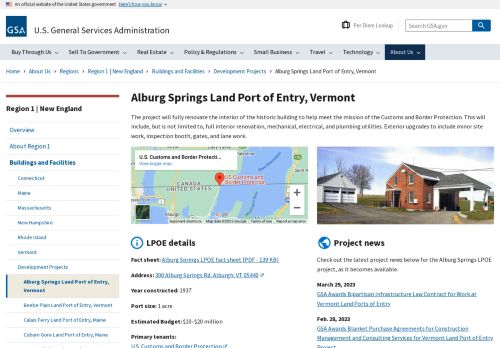 An official website of the United States government
Here's how you know
GSA
U.S. General Services Administration
Per Diem Lookup
Search GSA.gov
Buy Through Us
Sell To Government
Real Estate
Policy & Regulations
Small Business
Travel
Technology
About Us
Home > About Us > Regions > Region 1 | New England > Buildings and Facilities > Development Projects > Alburg Springs Land Port of Entry, Vermont
Region 1 | New England
Overview
About Region 1
Buildings and Facilities
Connecticut
Maine
Massachusetts
New Hampshire
Rhode Island
Vermont
Development Projects
Alburg Springs Land Port of Entry,
Vermont
Beebe Plain Land Port of Entry, Vermont
Calais Ferry Land Port of Entry, Maine
Coburn Gore Land Port of Entry, Maine
Alburg Springs Land Port of Entry, Vermont
The project will fully renovate the interior of the historic building to help meet the mission of the Customs and Border Protection. This
will include, but is not limited to, full interior renovation, mechanical, electrical, and plumbing utilities. Exterior upgrades to include minor site
work, inspection booth, gates, and lane work.
U.S. Customs and Border Protecti...
View larger map
US Customs and
Border Protection
CANADA
UNITED STATES
Alburgh
+
−
Keyboard shortcuts
Map data ©2023 Google
Terms of Use
Report a map error
LPOE details
Fact sheet: Alburg Springs LPOE fact sheet [PDF - 139 KB]
Address: 300 Alburg Springs Rd, Alburgh, VT 05440
Year constructed: 1937
Port size: 1 acre
Estimated Budget: $10–$20 million
Primary tenants:
U.S. Customs and Border Protection
Project news
Check out the latest project news below for the Alburg Springs LPOE
project, as it becomes available.
March 29, 2023
GSA Awards Bipartisan Infrastructure Law Contract for Work at
Vermont Land Ports of Entry
Feb. 28, 2023
GSA Awards Blanket Purchase Agreements for Construction
Management and Consulting Services for Vermont Land Port of Entry
Project